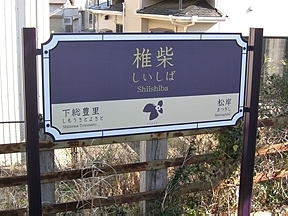 椎柴
しいしば
Shiishiba
下総豊里
しもうさとよさと
Shimosa-Toyosato
松岸
まつぎし
Matsugishi